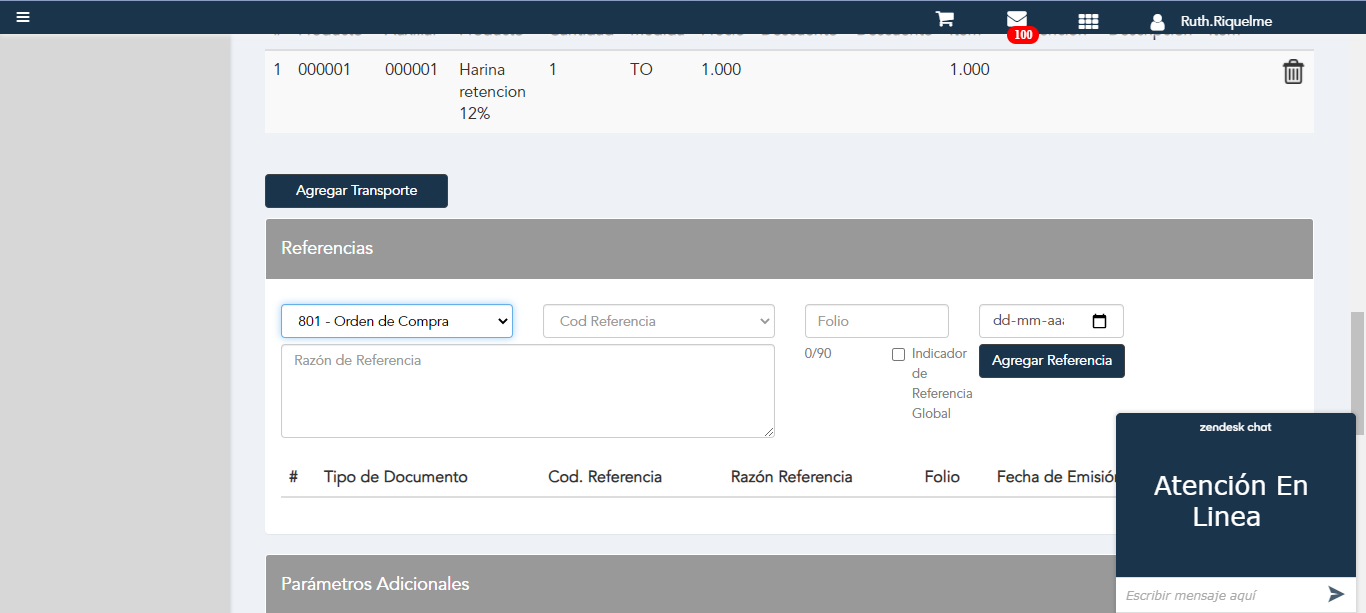 Ruth.Riquelme
100
1 000001 000001 Harina 1 TO 1.000 1.000
retencion
12%
Agregar Transporte
Referencias
801 - Orden de Compra Cod Referencia Folio dd-mm-aaa
Razón de Referencia 0/90 Indicador Agregar Referencia
de
Referencia
Global
zendesk chat
# Tipo de Documento Cod. Referencia Razón Referencia Folio Fecha de Emisión
Atención En
Linea
Parámetros Adicionales
Escribir mensaje aquí